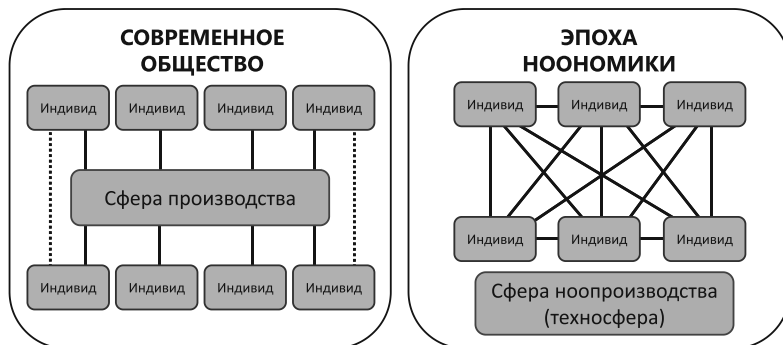 СОВРЕМЕННОЕ
ОБЩЕСТВО
Индивид Индивид Индивид Индивид
Сфера производства
Индивид Индивид Индивид Индивид
ЭПОХА
НООНОМИКИ
Индивид Индивид Индивид
Индивид Индивид Индивид
Сфера ноопроизводства
(техносфера)